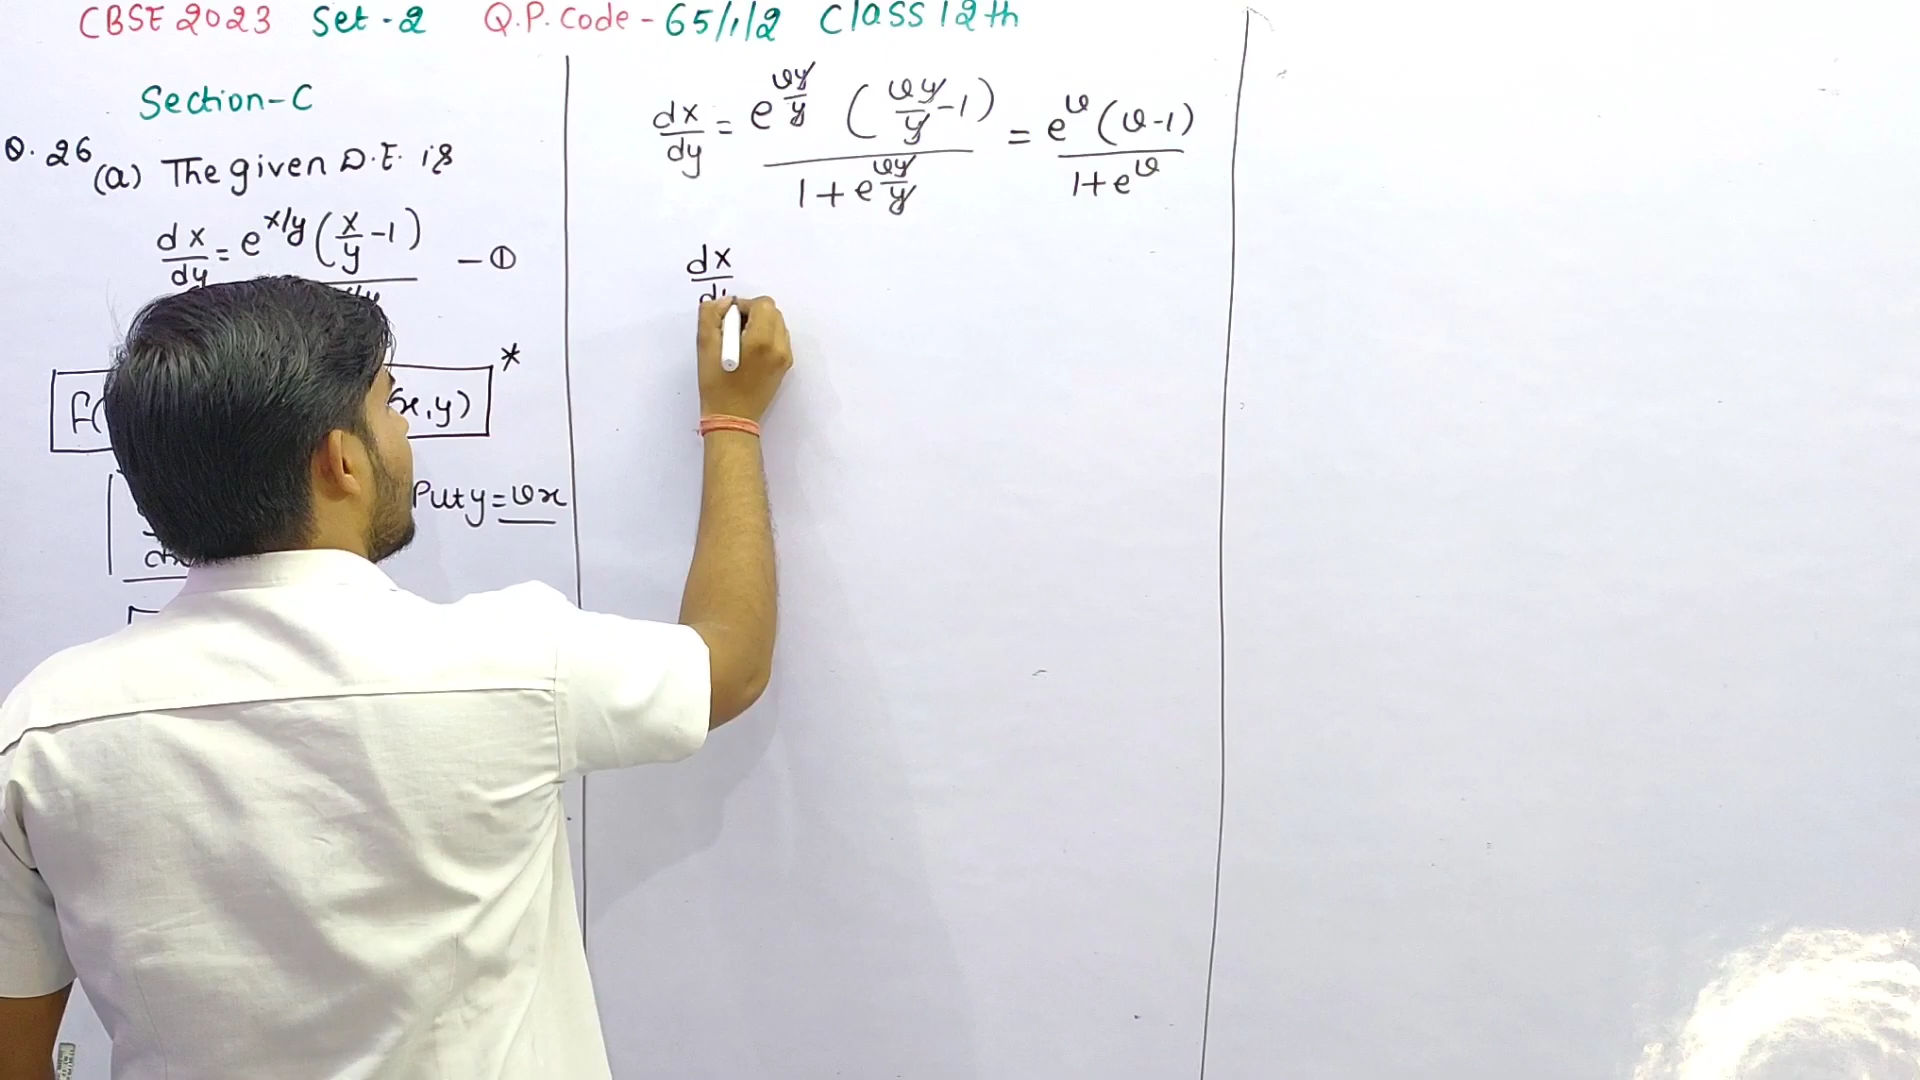 CBSE 2023 Set-2 Q.P. Code - 65/1/2 Class 12th
Section-C
Q.26 (a) The given D.E. is
dx/dy = e^x/y (x/y - 1) - ①
f( x,y) *
Put y = vx
dx/dy = e^vy/y (vy/y - 1) / 1 + e^vy/y = e^v (v-1) / 1+e^v
dx